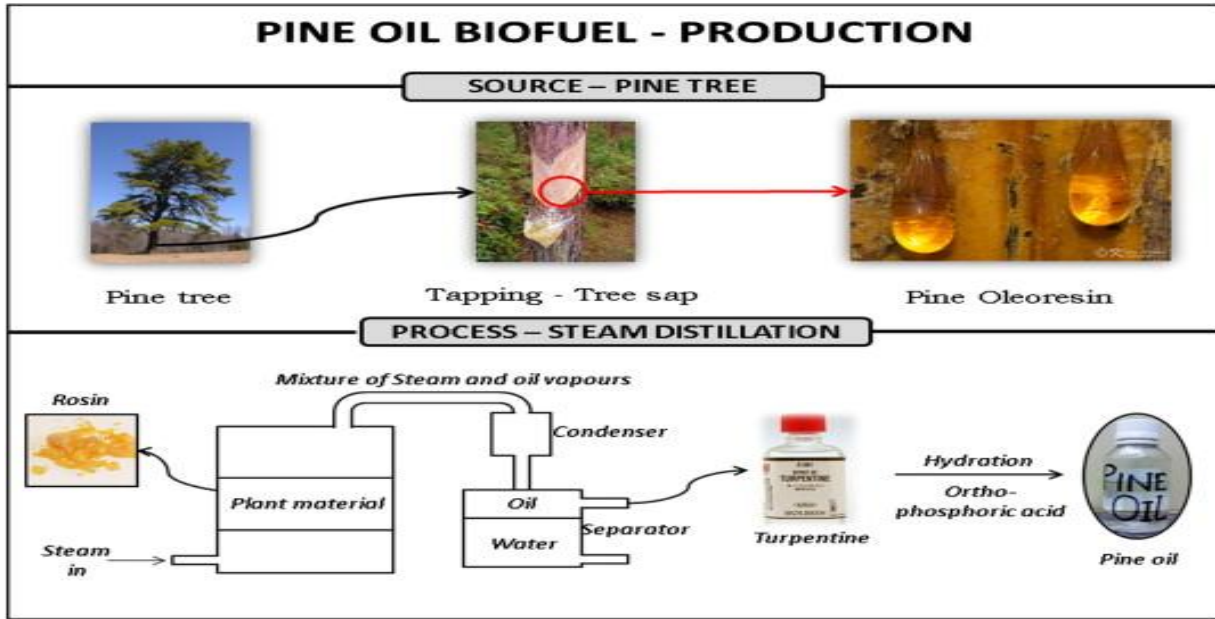 PINE OIL BIOFUEL - PRODUCTION
SOURCE – PINE TREE
Pine tree
Tapping - Tree sap
Pine Oleoresin
PROCESS – STEAM DISTILLATION
Mixture of Steam and oil vapours
Rosin
Condenser
Plant material
Oil
Separator
Water
Steam
in
TURPENTINE
Turpentine
Hydration
Ortho-
phosphoric acid
PINE
OIL
Pine oil